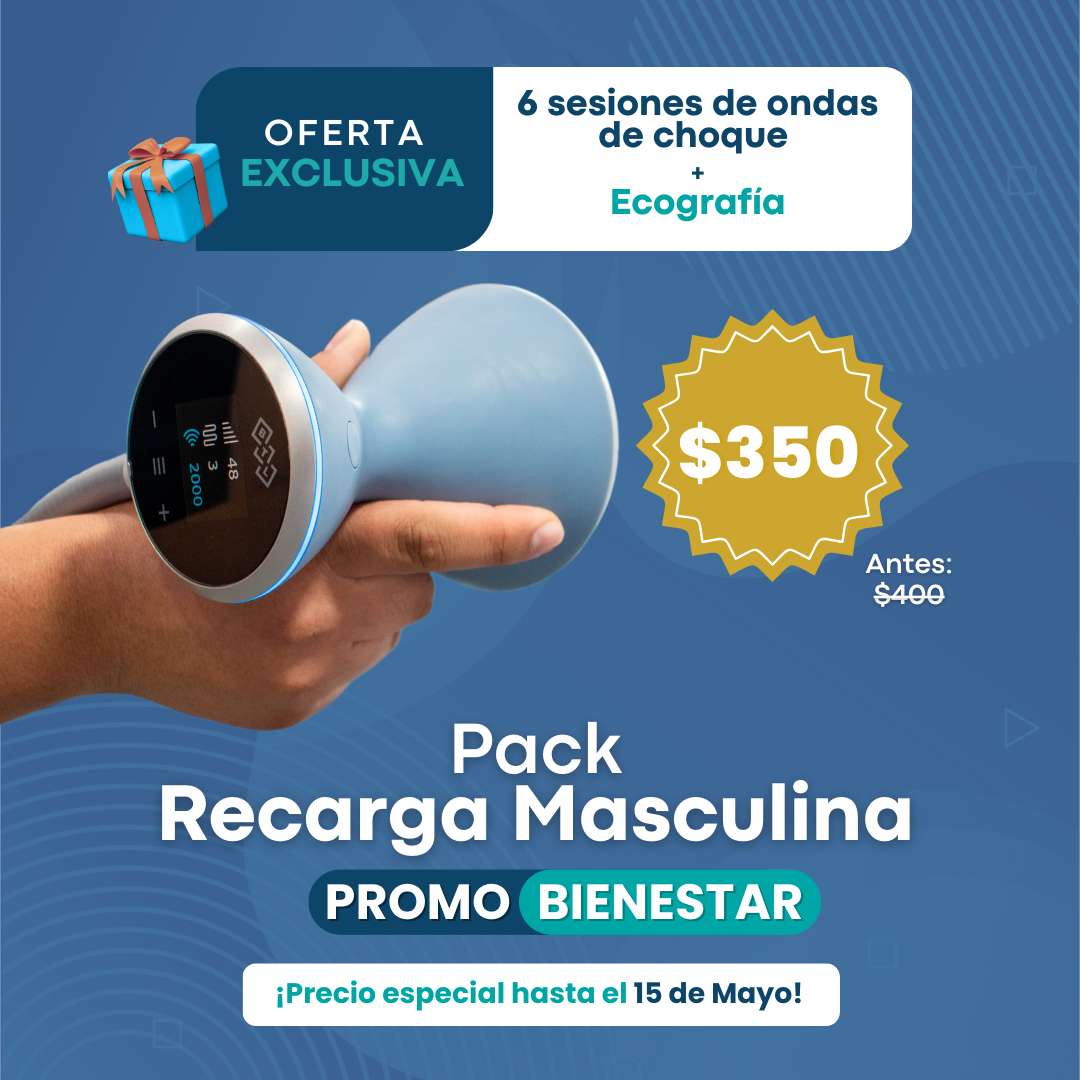 OFERTA
EXCLUSIVA
6 sesiones de ondas
de choque
+
Ecografía
48
3
2000
$350
Antes:
$400
Pack
Recarga Masculina
PROMO BIENESTAR
¡Precio especial hasta el 15 de Mayo!